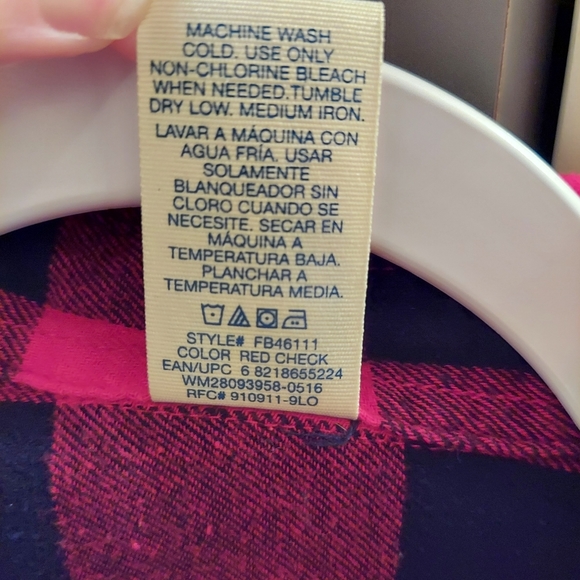 MACHINE WASH
COLD. USE ONLY
NON-CHLORINE BLEACH
WHEN NEEDED.TUMBLE
DRY LOW. MEDIUM IRON.
LAVAR A MÁQUINA CON
AGUA FRÍA. USAR
SOLAMENTE
BLANQUEADOR SIN
CLORO CUANDO SE
NECESITE. SECAR EN
MÁQUINA A
TEMPERATURA BAJA.
PLANCHAR A
TEMPERATURA MEDIA.
STYLE# FB46111
COLOR RED CHECK
EAN/UPC 6 8218655224
WM28093958-0516
RFC# 910911-9LO